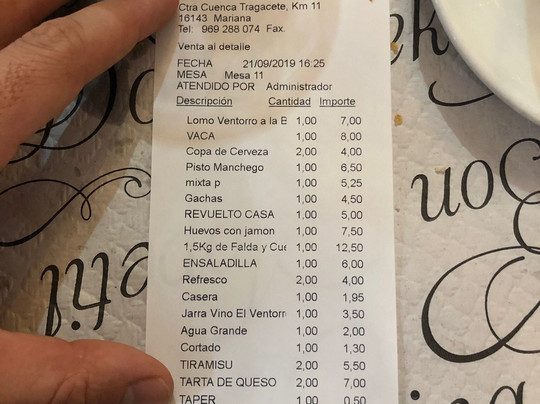 Ctra Cuenca Tragacete, Km 11
16143 Mariana
Tel: 969 288 074 Fax.
Venta al detalle
FECHA 21/09/2019 16:25
MESA Mesa 11
ATENDIDO POR Administrador
Descripción Cantidad Importe
Lomo Ventorro a la B 1,00 7,00
VACA 1,00 8,00
Copa de Cerveza 2,00 4,00
Pisto Manchego 1,00 6,50
mixta p 1,00 5,25
Gachas 1,00 4,50
REVUELTO CASA 1,00 5,00
Huevos con jamon 1,00 7,50
1,5Kg de Falda y Cue 1,00 12,50
ENSALADILLA 1,00 6,00
Refresco 2,00 4,00
Casera 1,00 1,95
Jarra Vino El Ventorr 1,00 3,50
Agua Grande 1,00 2,00
Cortado 1,00 1,30
TIRAMISU 2,00 5,50
TARTA DE QUESO 2,00 7,00
TAPER 1,00 0,50